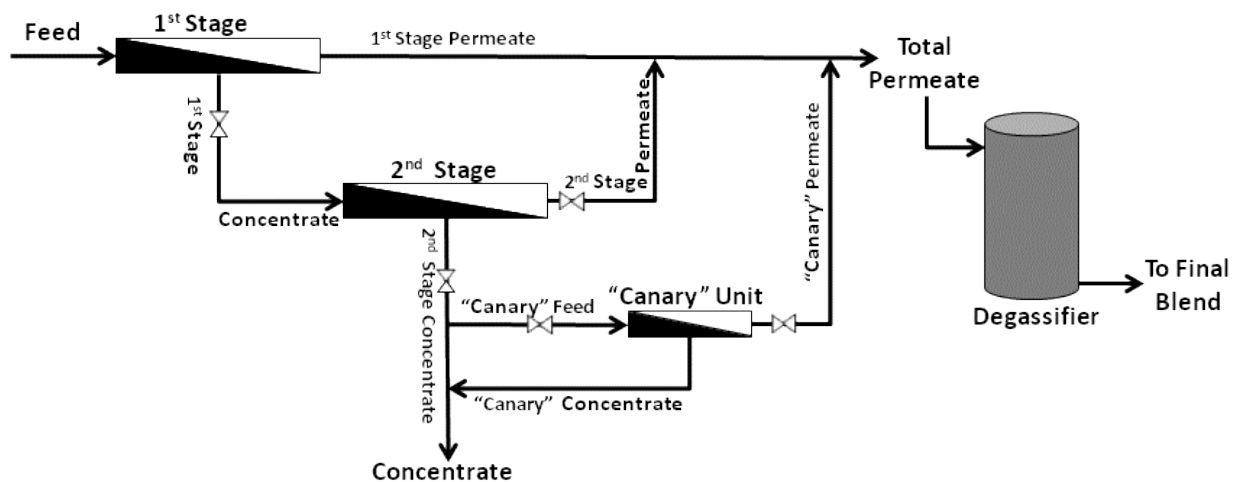 Feed
1st Stage
1st Stage Permeate
Total
Permeate
1st Stage
Concentrate
2nd Stage
2nd Stage
Permeate
"Canary" Permeate
2nd Stage Concentrate
"Canary" Feed
"Canary" Unit
"Canary" Concentrate
Concentrate
Degassifier
To Final
Blend